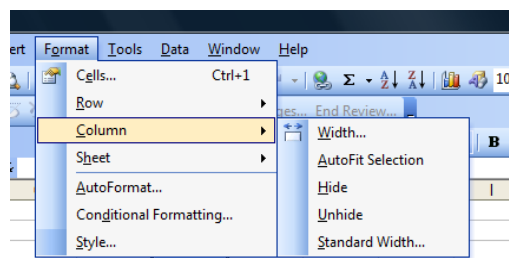 ert Format Tools Data Window Help
Cells... Ctrl+1
Row
Column
Sheet
AutoFormat...
Conditional Formatting...
Style...
Σ 10
ges... End Review...
Width...
AutoFit Selection
Hide
Unhide
Standard Width...
B
I